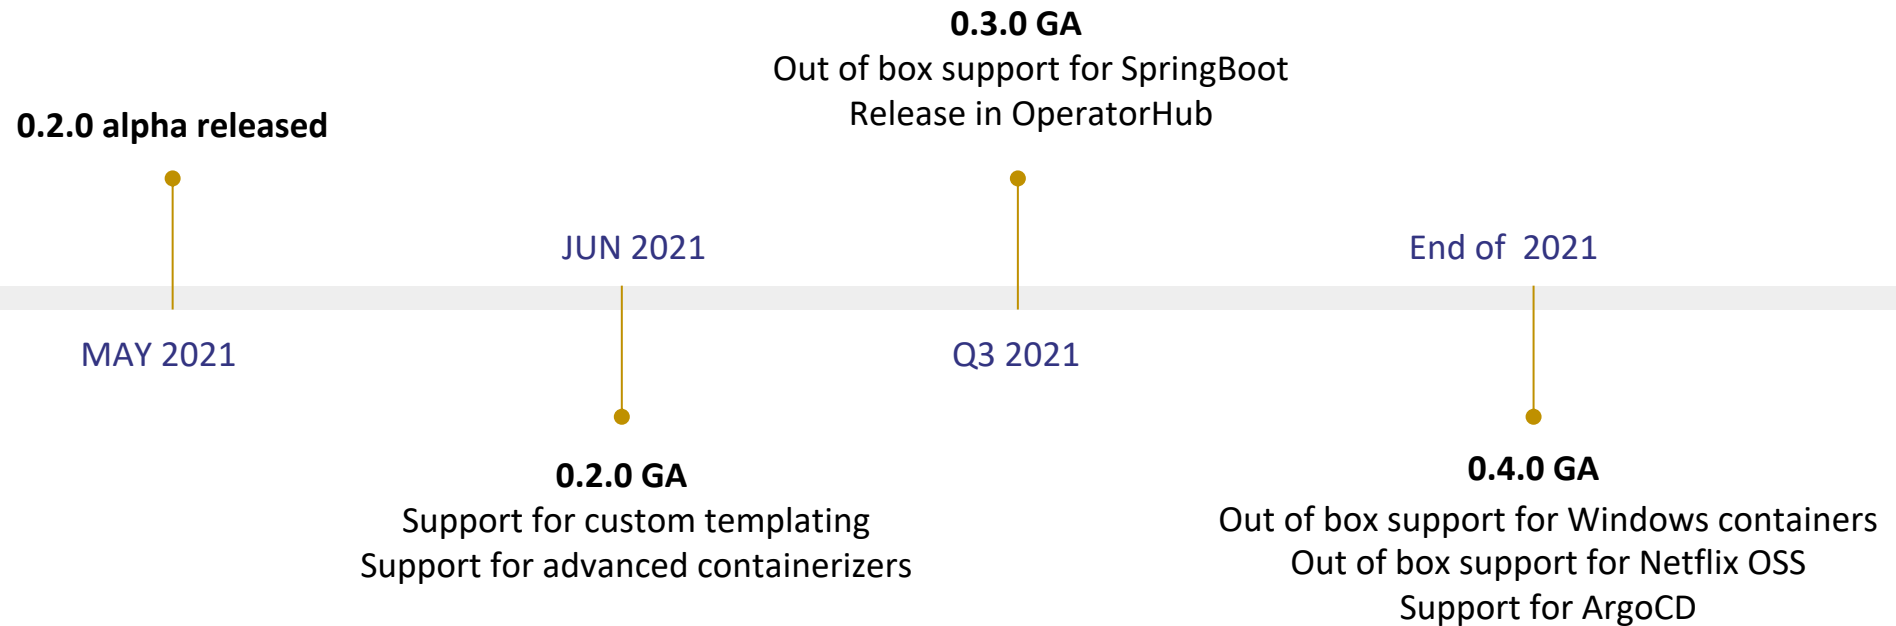 0.3.0 GA
Out of box support for SpringBoot
Release in OperatorHub
0.2.0 alpha released
JUN 2021
End of 2021
MAY 2021
Q3 2021
0.2.0 GA
Support for custom templating
Support for advanced containerizers
0.4.0 GA
Out of box support for Windows containers
Out of box support for Netflix OSS
Support for ArgoCD